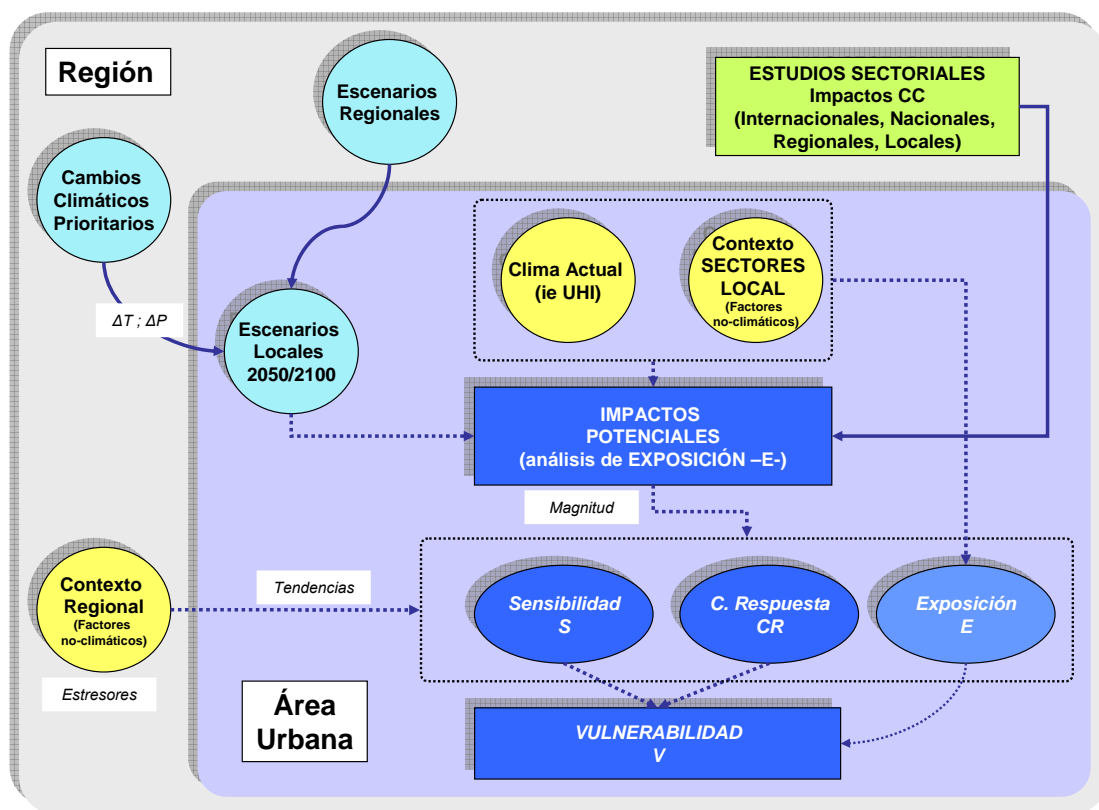 Región
Escenarios
Regionales
ESTUDIOS SECTORIALES
Impactos CC
(Internacionales, Nacionales,
Regionales, Locales)
Cambios
Climáticos
Prioritarios
ΔT ; ΔP
Escenarios
Locales
2050/2100
Clima Actual
(ie UHI)
Contexto
SECTORES
LOCAL
(Factores
no-climáticos)
IMPACTOS
POTENCIALES
(análisis de EXPOSICIÓN –E-)
Magnitud
Contexto
Regional
(Factores
no-climáticos)
Estresores
Tendencias
Sensibilidad
S
C. Respuesta
CR
Exposición
E
Área
Urbana
VULNERABILIDAD
V